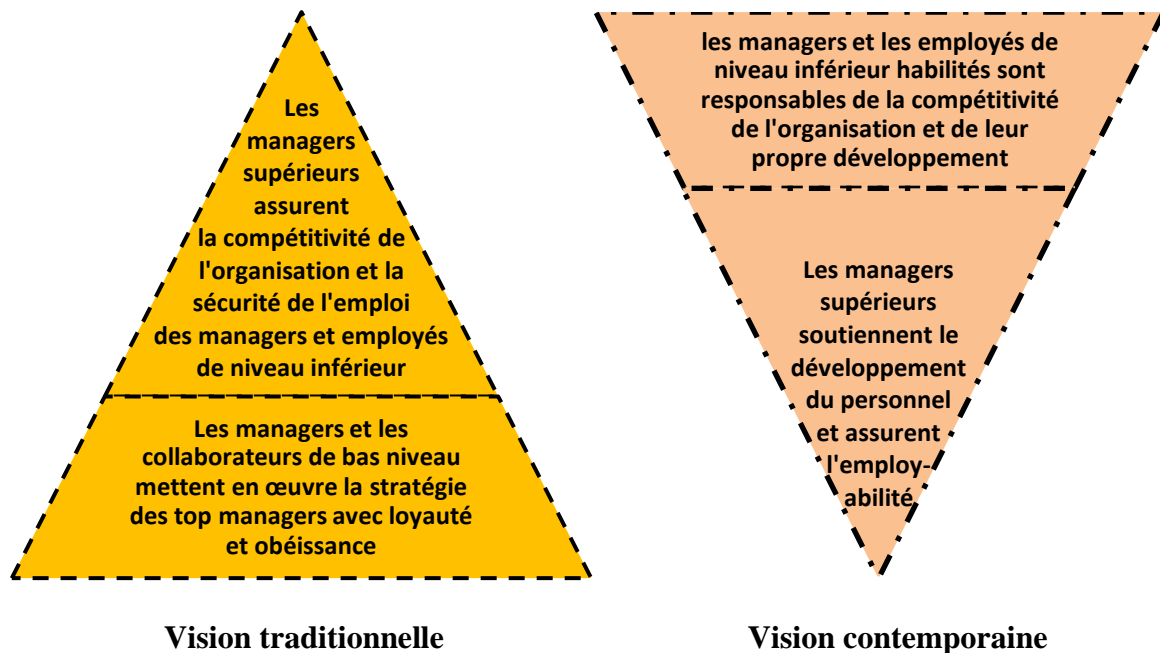 Les
managers
supérieurs
assurent
la compétitivité de
l'organisation et la
sécurité de l'emploi
des managers et employés
de niveau inférieur
Les managers et les
collaborateurs de bas niveau
mettent en œuvre la stratégie
des top managers avec loyauté
et obéissance
Vision traditionnelle
les managers et les employés de
niveau inférieur habilités sont
responsables de la compétitivité
de l'organisation et de leur
propre développement
Les managers
supérieurs
soutiennent le
développement
du personnel
et assurent
l'employ-
abilité
Vision contemporaine